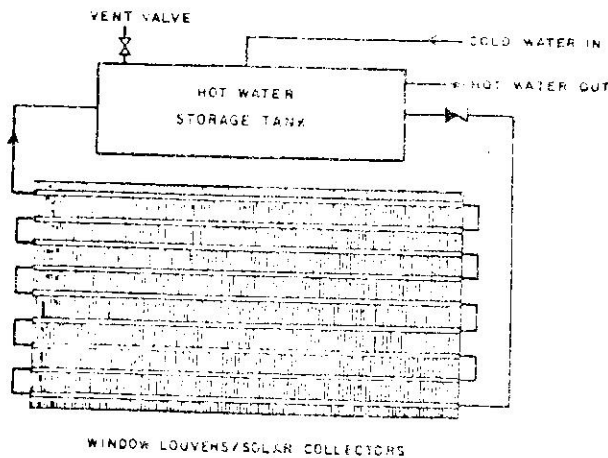 VENT VALVE
COLD WATER IN
HOT WATER OUT
HOT WATER
STORAGE TANK
WINDOW LOUVERS/SOLAR COLLECTORS